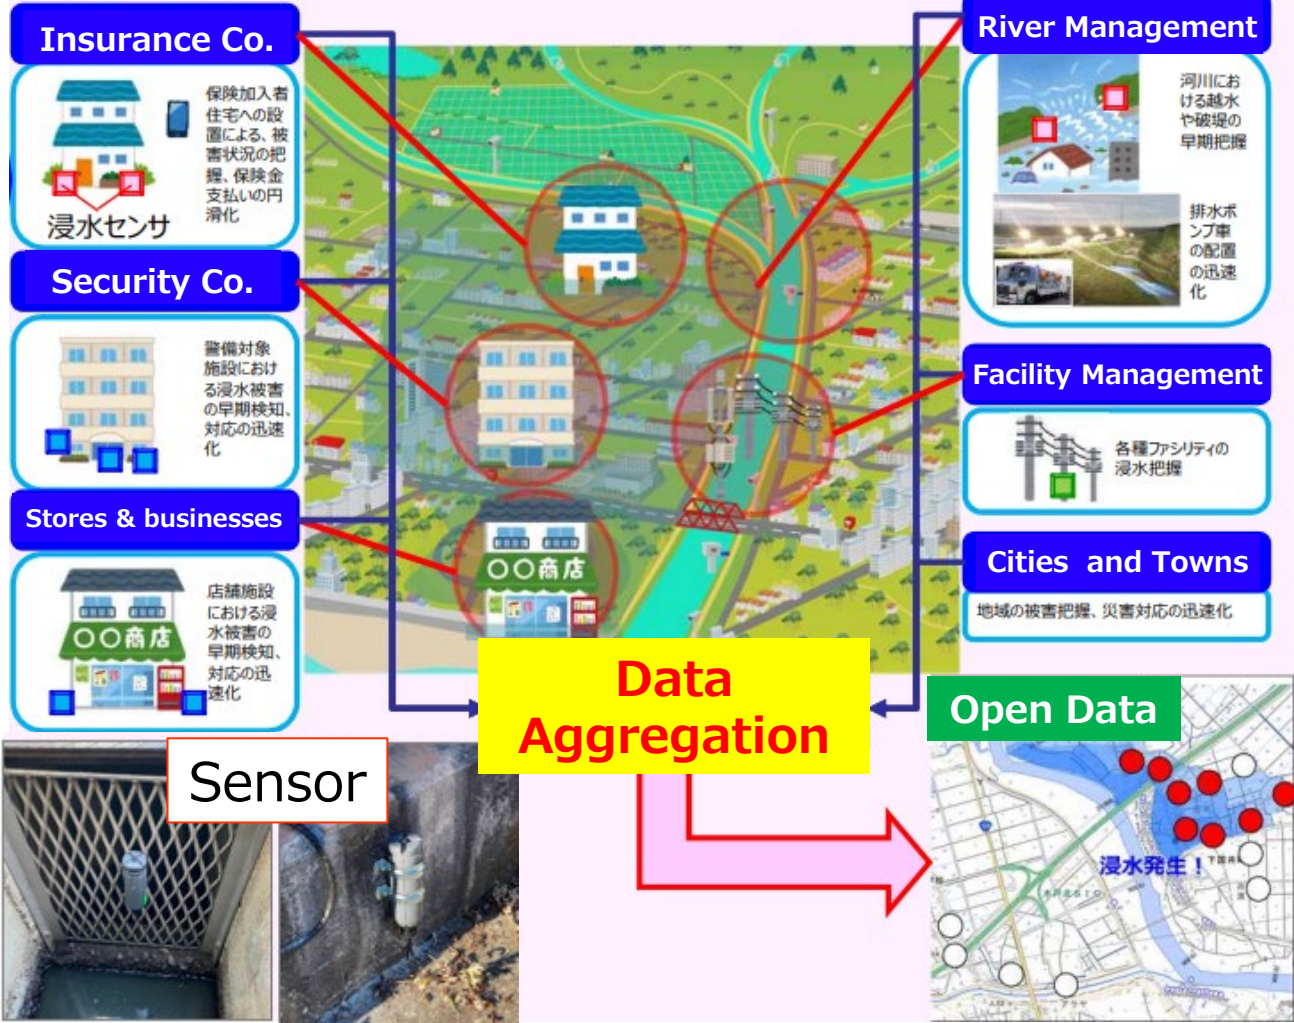 Insurance Co.
保険加入者
住宅への設
置による、被
害状況の把
握、保険金
支払いの円
滑化
浸水センサ
Security Co.
警備対象
施設におけ
る浸水被害
の早期検知、
対応の迅速
化
Stores & businesses
店舗施設
における浸
水被害の
早期検知、
対応の迅
速化
〇〇商店
〇〇商店
River Management
河川にお
ける越水
や破堤の
早期把握
排水ポ
ンプ車
の配置
の迅速
化
Facility Management
各種ファシリティの
浸水把握
Cities and Towns
地域の被害把握、災害対応の迅速化
Data
Aggregation
Open Data
浸水発生！
Sensor